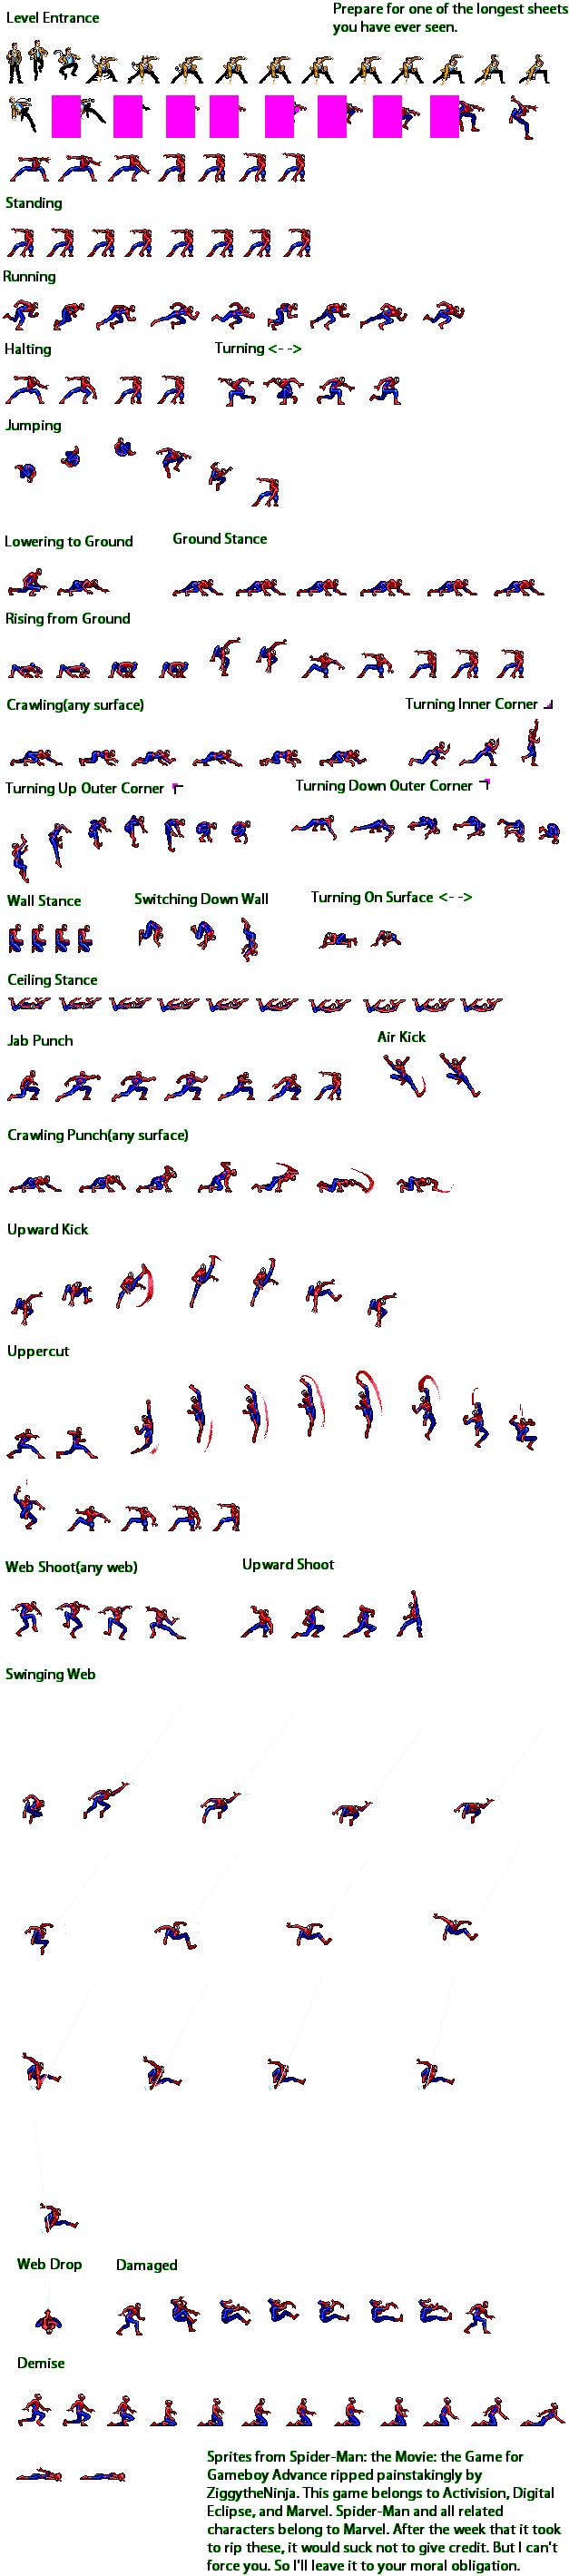 Level Entrance
Prepare for one of the longest sheets
you have ever seen.
Standing
Running
Halting
Turning <- ->
Jumping
Lowering to Ground
Ground Stance
Rising from Ground
Crawling(any surface)
Turning Inner Corner
Turning Up Outer Corner
Turning Down Outer Corner
Wall Stance
Switching Down Wall
Turning On Surface <- ->
Ceiling Stance
Jab Punch
Air Kick
Crawling Punch(any surface)
Upward Kick
Uppercut
Web Shoot(any web)
Upward Shoot
Swinging Web
Web Drop
Damaged
Demise
Sprites from Spider-Man: the Movie: the Game for
Gameboy Advance ripped painstakingly by
ZiggytheNinja. This game belongs to Activision, Digital
Eclipse, and Marvel. Spider-Man and all related
characters belong to Marvel. After the week that it took
to rip these, it would suck not to give credit. But I can't
force you. So I'll leave it to your moral obligation.